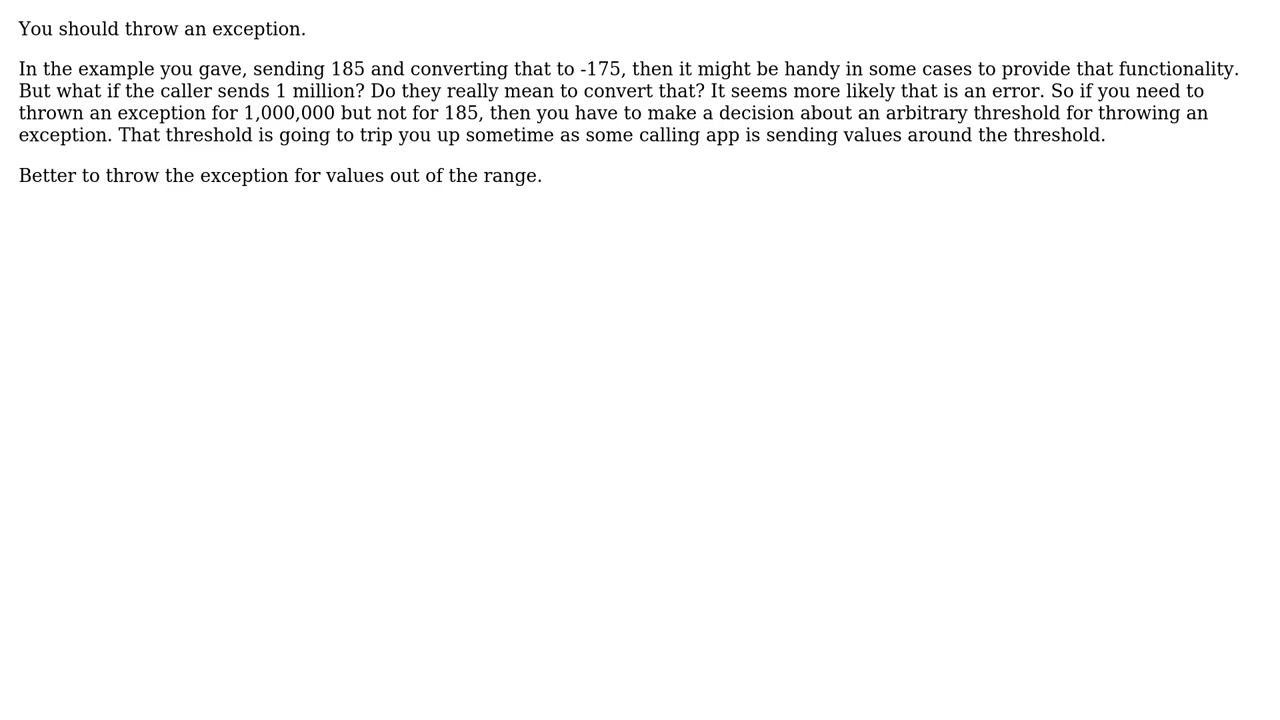 You should throw an exception.
In the example you gave, sending 185 and converting that to -175, then it might be handy in some cases to provide that functionality.
But what if the caller sends 1 million? Do they really mean to convert that? It seems more likely that is an error. So if you need to
thrown an exception for 1,000,000 but not for 185, then you have to make a decision about an arbitrary threshold for throwing an
exception. That threshold is going to trip you up sometime as some calling app is sending values around the threshold.
Better to throw the exception for values out of the range.